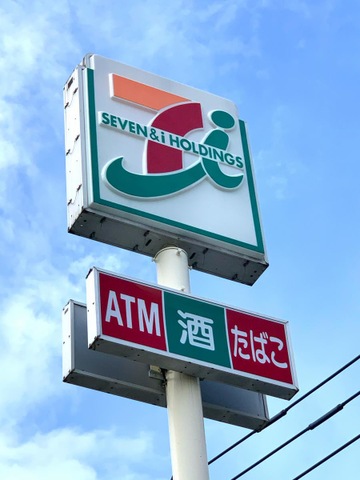 SEVEN & i HOLDINGS
ATM 酒 たばこ